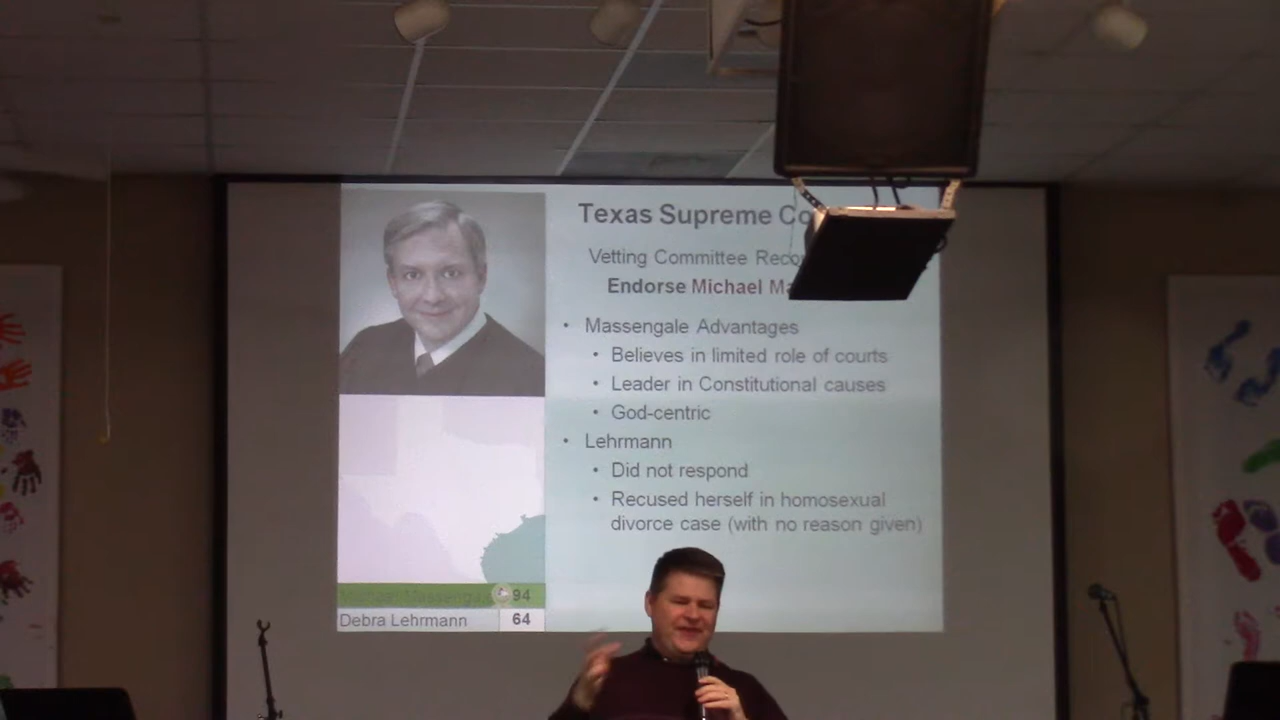 Texas Supreme Co
Vetting Committee Reco
Endorse Michael Ma
• Massengale Advantages
• Believes in limited role of courts
• Leader in Constitutional causes
• God-centric
• Lehrmann
• Did not respond
• Recused herself in homosexual
divorce case (with no reason given)
Massengale 94
Debra Lehrmann 64